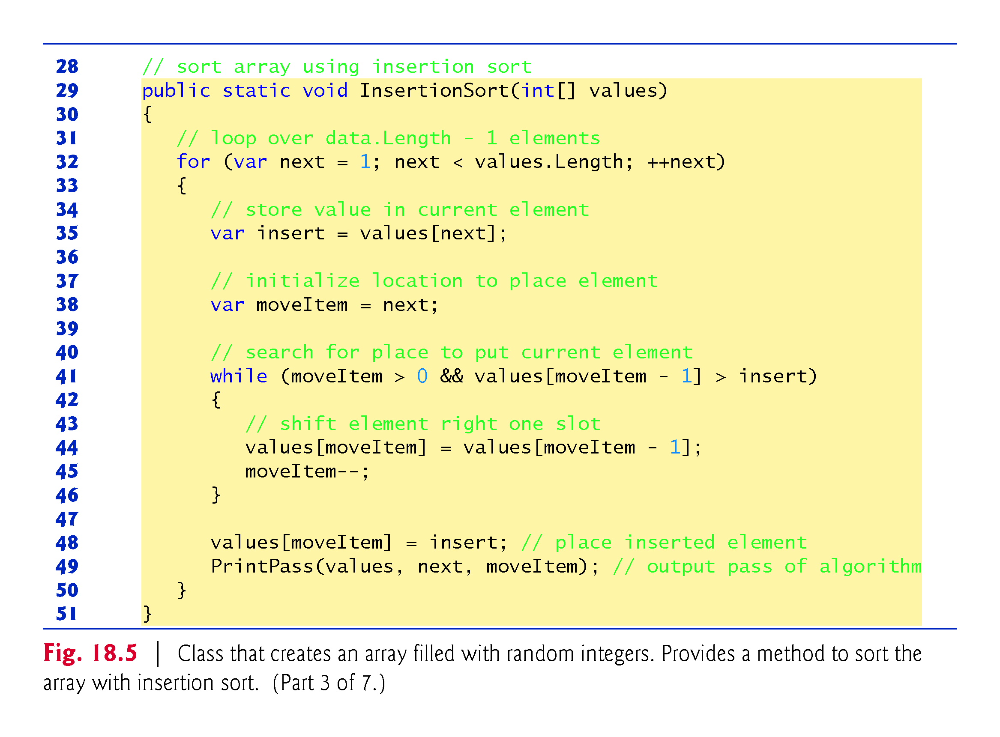 28 // sort array using insertion sort
29 public static void InsertionSort(int[] values)
30 {
31 // loop over data.Length - 1 elements
32 for (var next = 1; next < values.Length; ++next)
33 {
34 // store value in current element
35 var insert = values[next];
36
37 // initialize location to place element
38 var moveItem = next;
39
40 // search for place to put current element
41 while (moveItem > 0 && values[moveItem - 1] > insert)
42 {
43 // shift element right one slot
44 values[moveItem] = values[moveItem - 1];
45 moveItem--;
46 }
47
48 values[moveItem] = insert; // place inserted element
49 PrintPass(values, next, moveItem); // output pass of algorithm
50 }
51 }
Fig. 18.5 | Class that creates an array filled with random integers. Provides a method to sort the
array with insertion sort. (Part 3 of 7.)